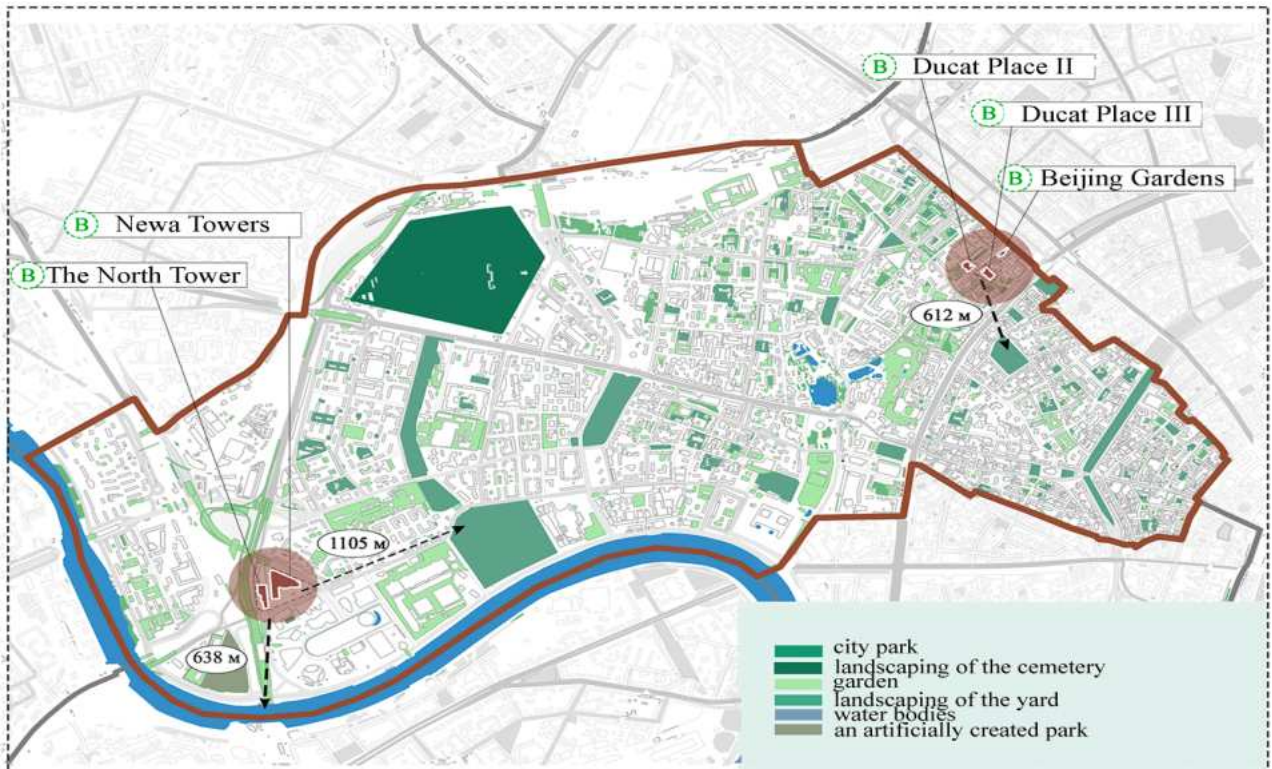 B Ducat Place II
B Ducat Place III
B Beijing Gardens
B Newa Towers
B The North Tower
612 м
1105 м
638 м
city park
landscaping of the cemetery
garden
landscaping of the yard
water bodies
an artificially created park